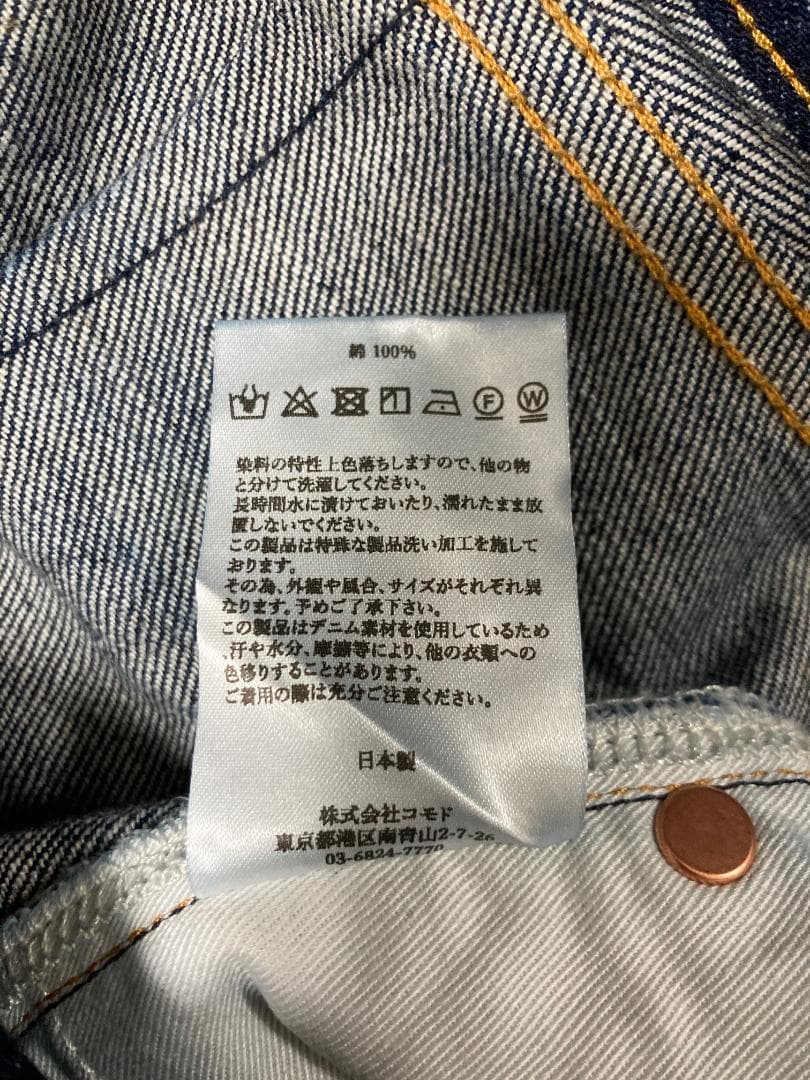 綿 100%
F W
染料の特性上色落ちしますので、他の物
と分けて洗濯してください。
長時間水に漬けておいたり、濡れたまま放
置しないでください。
この製品は特殊な製品洗い加工を施して
おります。
その為、外観や風合、サイズがそれぞれ異
なります。予めご了承下さい。
この製品はデニム素材を使用しているため
、汗や水分、摩擦等により、他の衣類への
色移りすることがあります。
ご着用の際は充分ご注意ください。
日本製
株式会社コモド
東京都港区南青山2-7-26
03-6824-7770